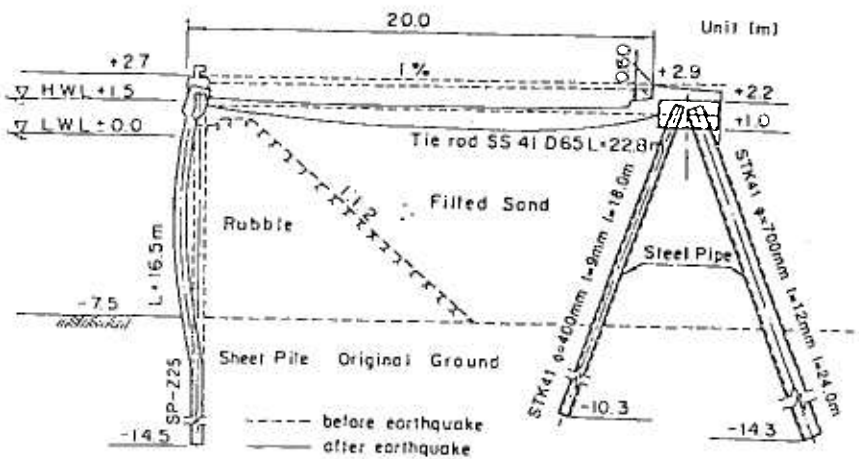 20.0
Unit [m]
+2.7
1%
0.60
+2.9
HWL+1.5
+2.2
LWL+0.0
+1.0
Tie rod SS 41 D65 L=22.8m
1:1.2
Filled Sand
Rubble
L=16.5m
STK41 φ=400mm t=9mm l=18.0m
STK41 φ=700mm t=12mm l=24.0m
Steel Pipe
-7.5
Sheet Pile Original Ground
SP-Z25
-10.3
before earthquake
after earthquake
-14.5
-14.3